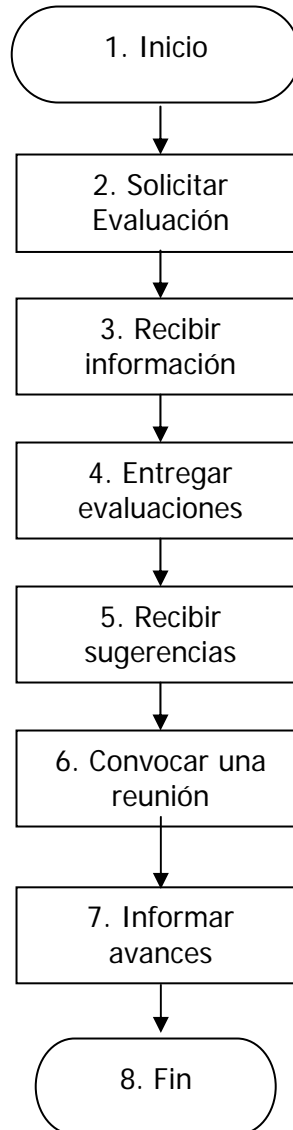 1. Inicio
2. Solicitar
Evaluación
3. Recibir
información
4. Entregar
evaluaciones
5. Recibir
sugerencias
6. Convocar una
reunión
7. Informar
avances
8. Fin